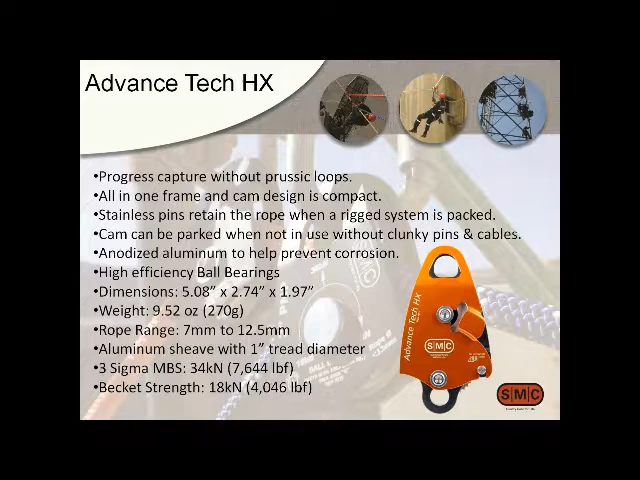 Advance Tech HX
•Progress capture without prussic loops.
•All in one frame and cam design is compact.
•Stainless pins retain the rope when a rigged system is packed.
•Cam can be parked when not in use without clunky pins & cables.
•Anodized aluminum to help prevent corrosion.
•High efficiency Ball Bearings
•Dimensions: 5.08” x 2.74” x 1.97”
•Weight: 9.52 oz (270g)
•Rope Range: 7mm to 12.5mm
•Aluminum sheave with 1” tread diameter
•3 Sigma MBS: 34kN (7,644 lbf)
•Becket Strength: 18kN (4,046 lbf)
Advance Tech HX
SMC
SMC
SMC